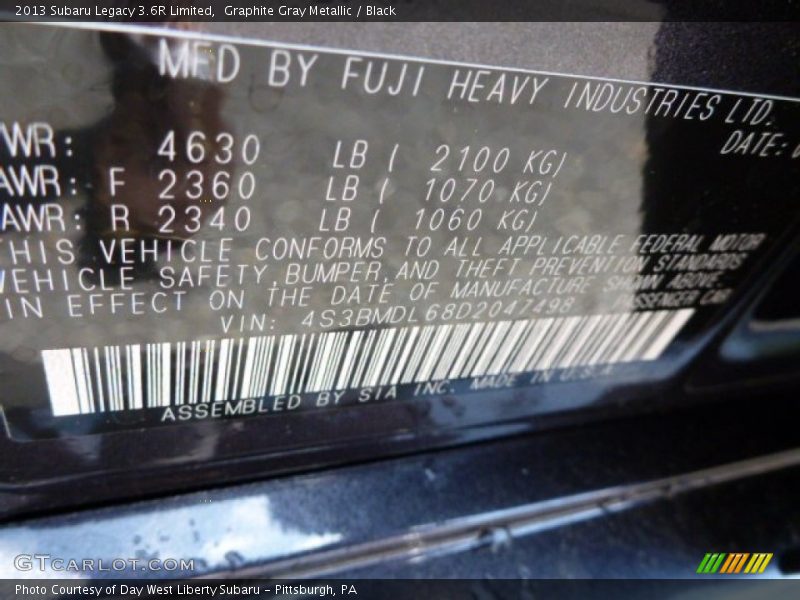 2013 Subaru Legacy 3.6R Limited,  Graphite Gray Metallic / Black
MFD BY FUJI HEAVY INDUSTRIES LTD.
DATE:
WR: 4630 LB ( 2100 KG)
AWR: F 2360 LB ( 1070 KG)
AWR: R 2340 LB ( 1060 KG)
THIS VEHICLE CONFORMS TO ALL APPLICABLE FEDERAL MOTOR
VEHICLE SAFETY,BUMPER,AND THEFT PREVENTION STANDARDS
IN EFFECT ON THE DATE OF MANUFACTURE SHOWN ABOVE.
VIN: 4S3BMDL68D2047498 PASSENGER CAR
ASSEMBLED BY SIA INC. MADE IN U.S.A.
GTCARLOT.COM
Photo Courtesy of Day West Liberty Subaru - Pittsburgh, PA